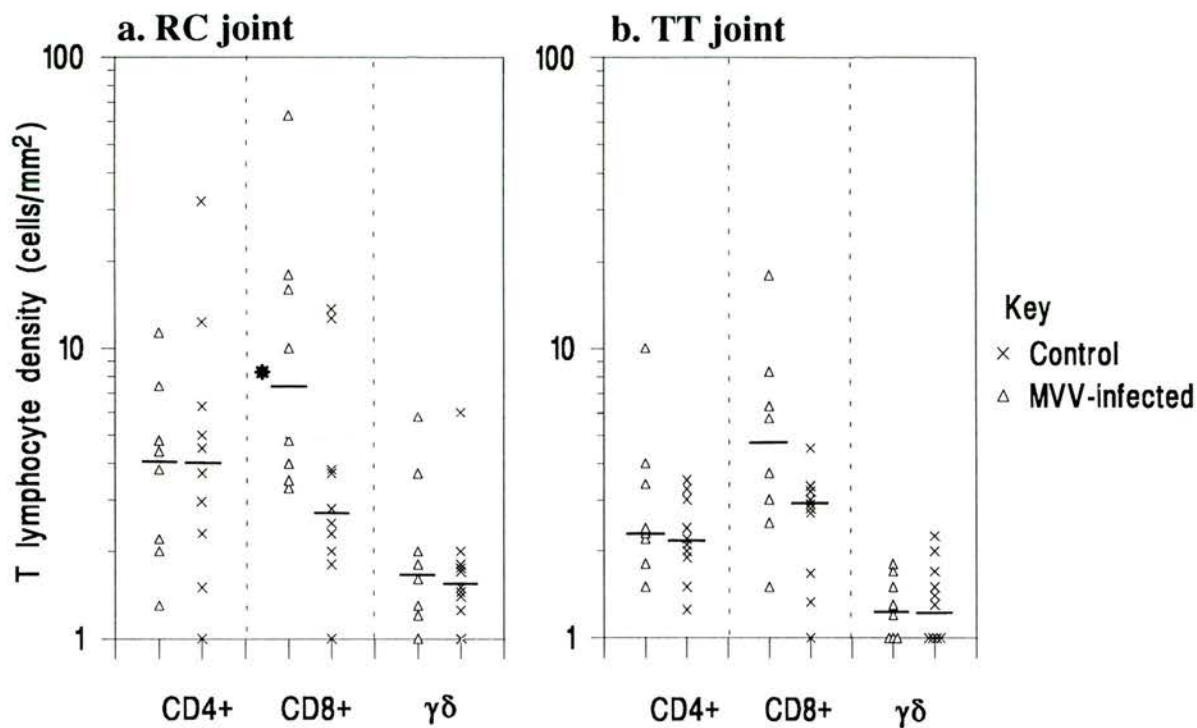 a. RC joint
b. TT joint
T lymphocyte density (cells/mm²)
100
10
1
100
10
1
CD4+ CD8+ γδ
CD4+ CD8+ γδ
Key
× Control
△ MVV-infected